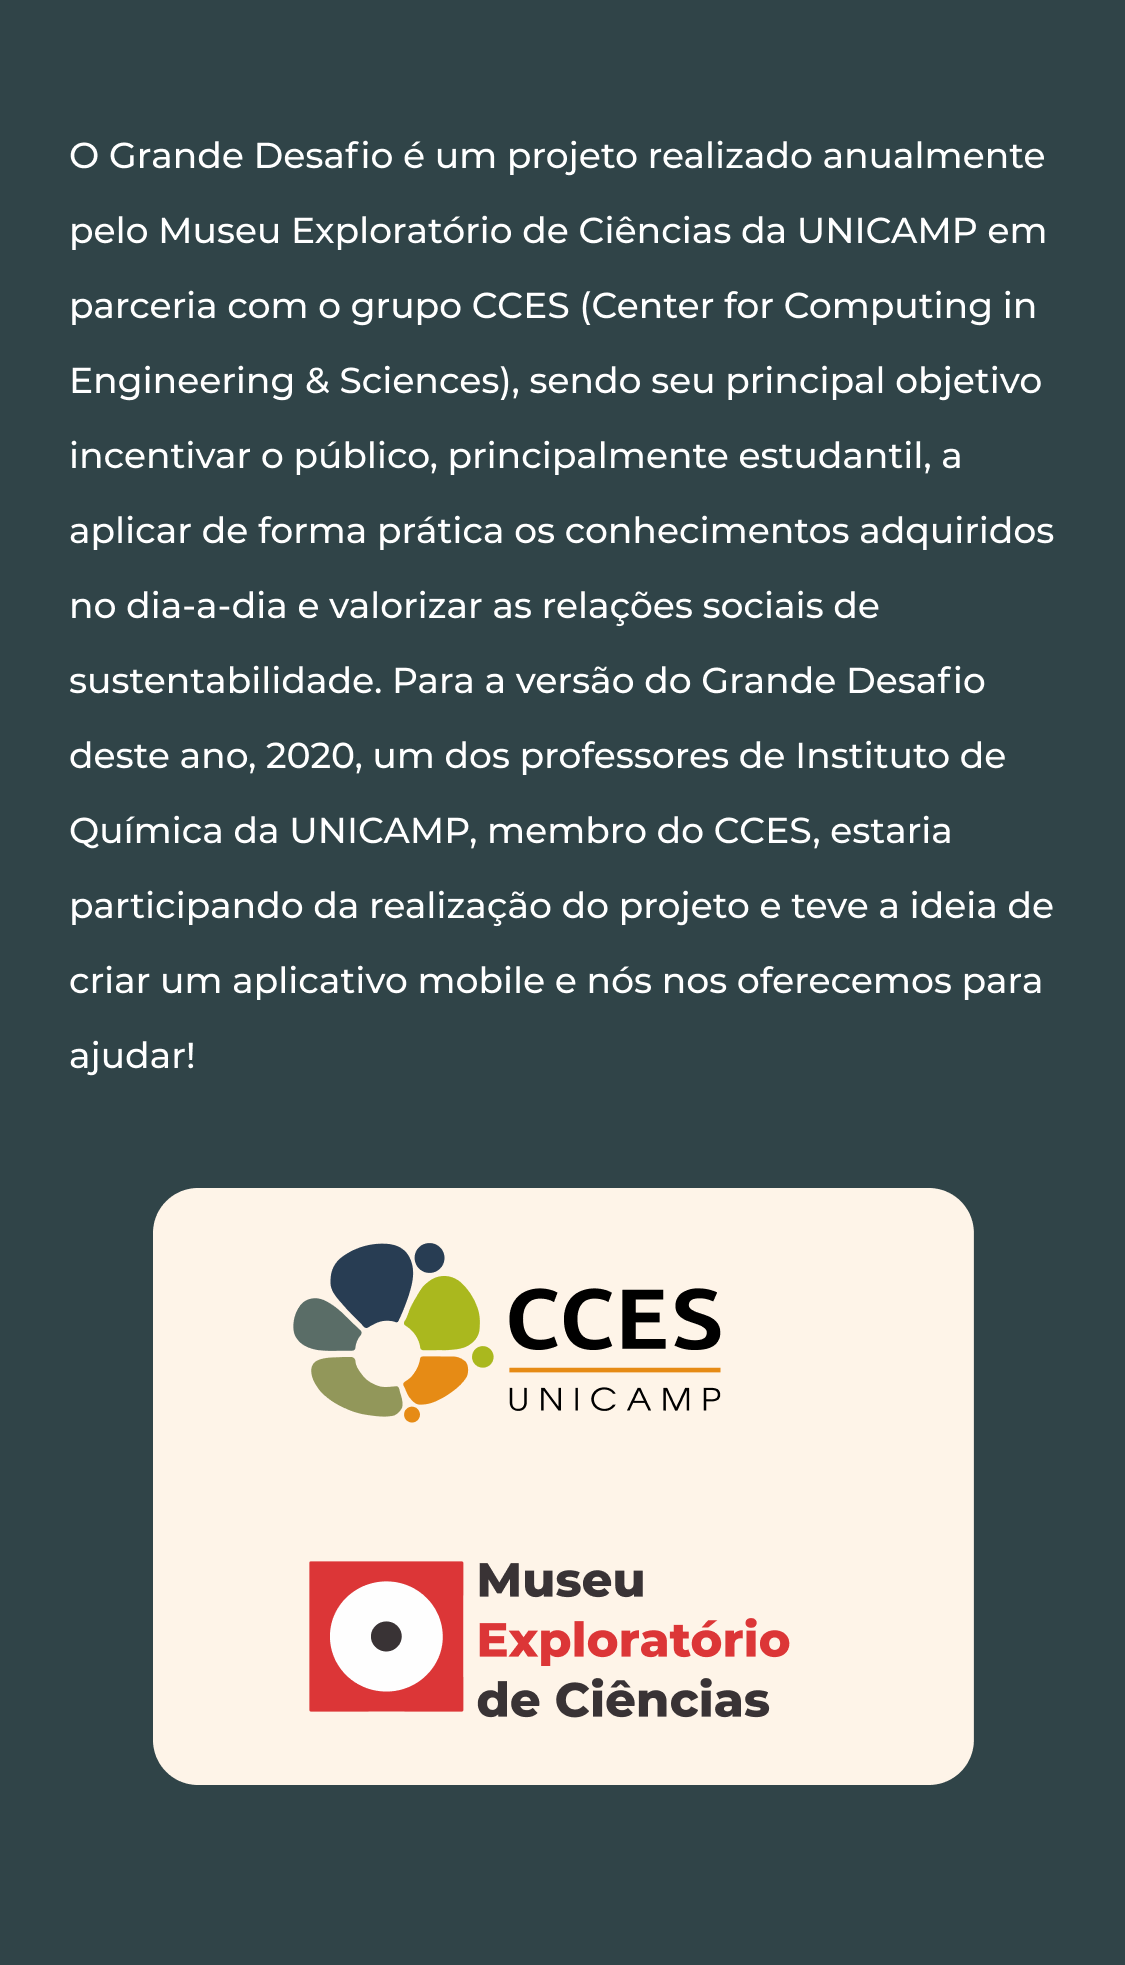 O Grande Desafio é um projeto realizado anualmente
pelo Museu Exploratório de Ciências da UNICAMP em
parceria com o grupo CCES (Center for Computing in
Engineering & Sciences), sendo seu principal objetivo
incentivar o público, principalmente estudantil, a
aplicar de forma prática os conhecimentos adquiridos
no dia-a-dia e valorizar as relações sociais de
sustentabilidade. Para a versão do Grande Desafio
deste ano, 2020, um dos professores de Instituto de
Química da UNICAMP, membro do CCES, estaria
participando da realização do projeto e teve a ideia de
criar um aplicativo mobile e nós nos oferecemos para
ajudar!
CCES
UNICAMP
Museu
Exploratório
de Ciências